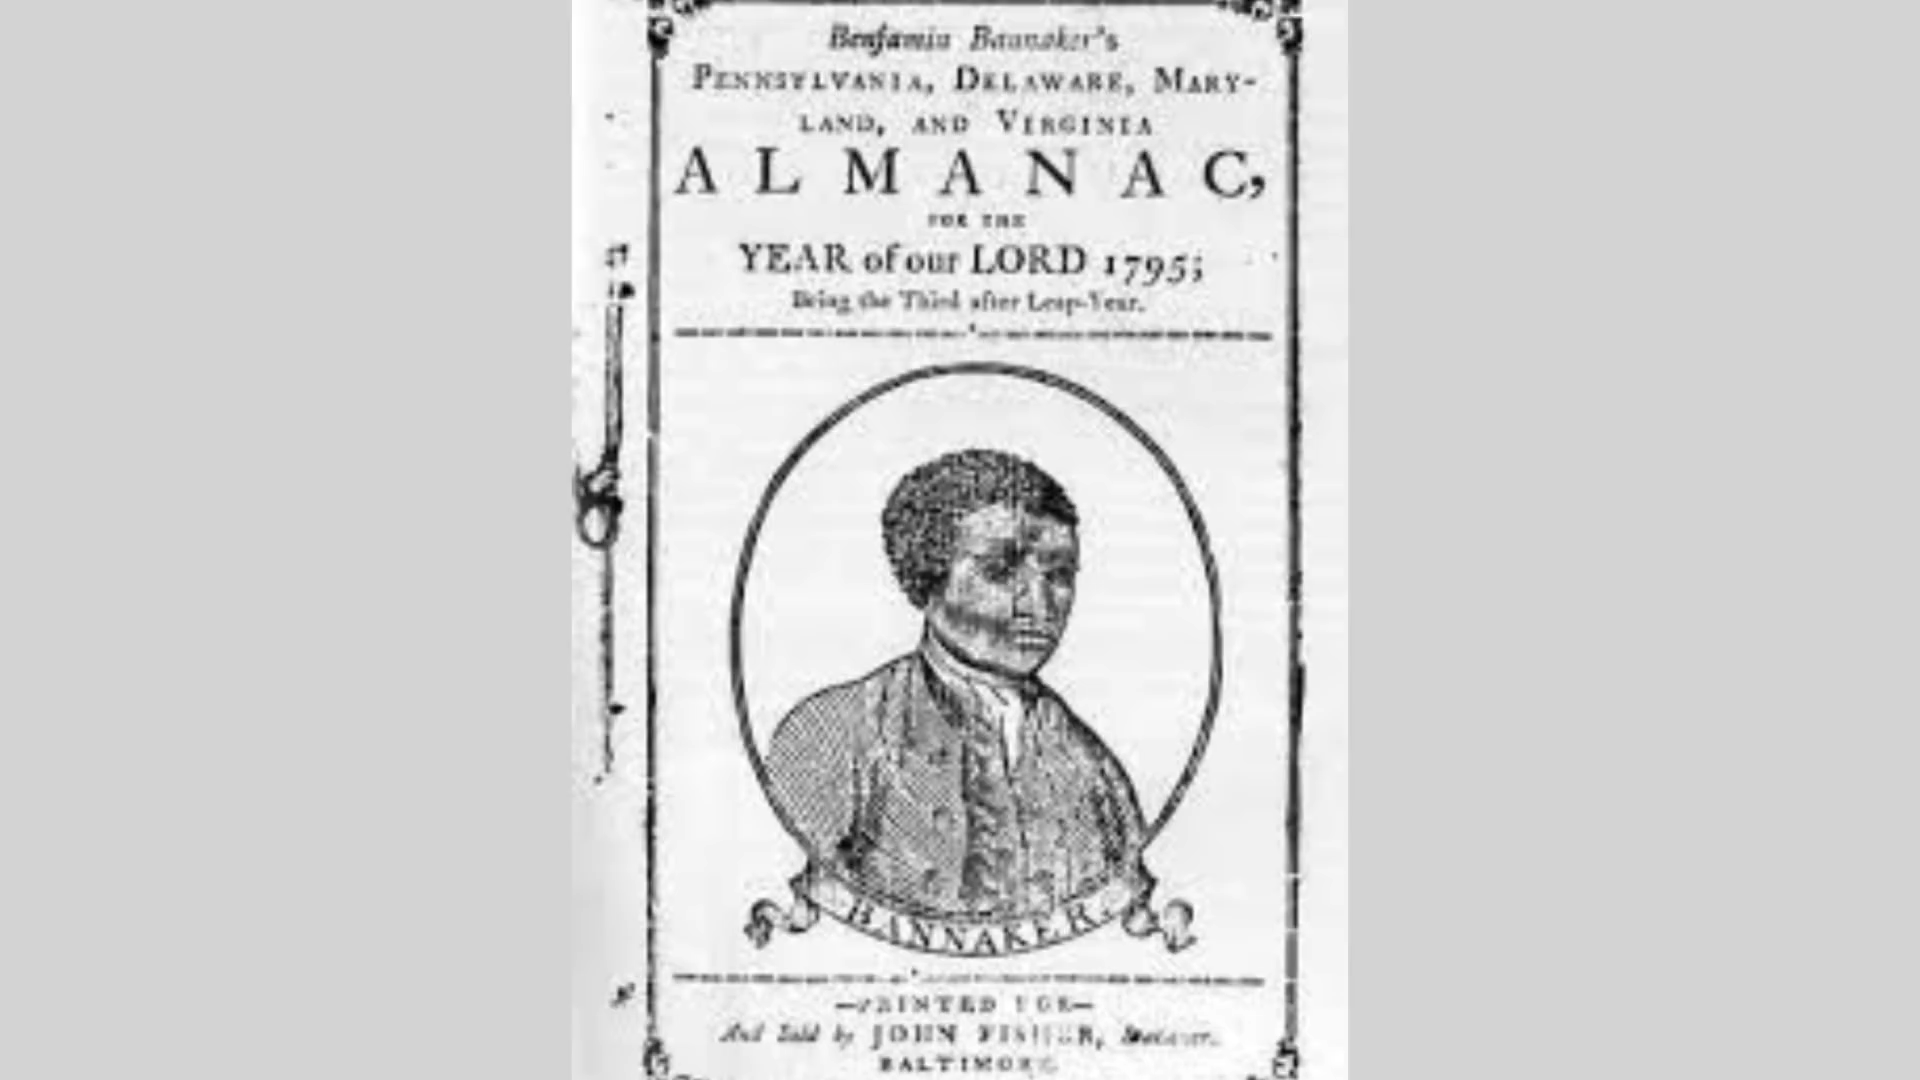 Benjamin Bannaker's
PENNSYLVANIA, DELAWARE, MARY-
LAND, AND VIRGINIA
ALMANAC,
FOR THE
YEAR of our LORD 1795;
Being the Third after Leap-Year.
BANNAKER.
—PRINTED FOR—
And Sold by JOHN FISHER, Stationer.
BALTIMORE.